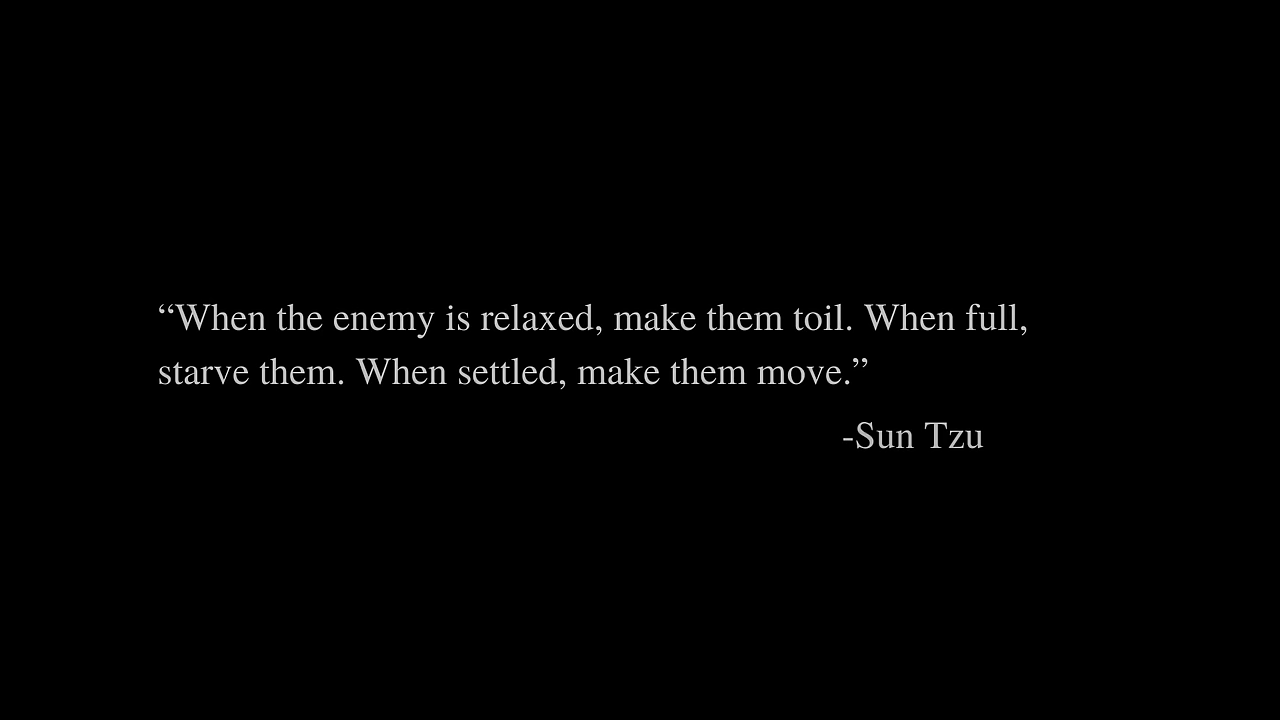 “When the enemy is relaxed, make them toil. When full,
starve them. When settled, make them move.”
-Sun Tzu